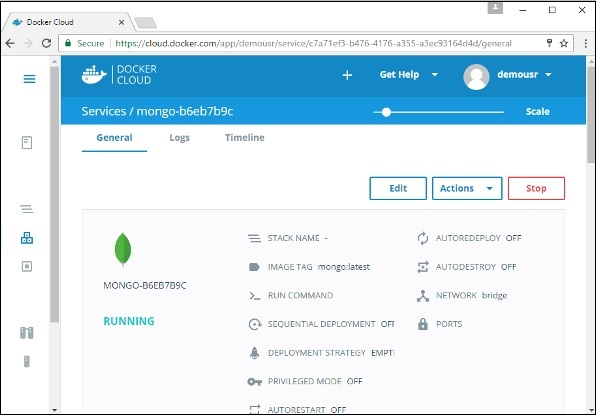 Docker Cloud
Secure https://cloud.docker.com/app/demousr/service/c7a71ef3-b476-4176-a355-a3ec93164d4d/general
DOCKER
CLOUD
+ Get Help demousr
Services / mongo-b6eb7b9c Scale
General Logs Timeline
Edit Actions Stop
STACK NAME - AUTOREDEPLOY OFF
IMAGE TAG mongo:latest AUTODESTROY OFF
MONGO-B6EB7B9C
RUN COMMAND NETWORK bridge
RUNNING
SEQUENTIAL DEPLOYMENT OFF PORTS
DEPLOYMENT STRATEGY EMPT
PRIVILEGED MODE OFF
AUTORESTART OFF